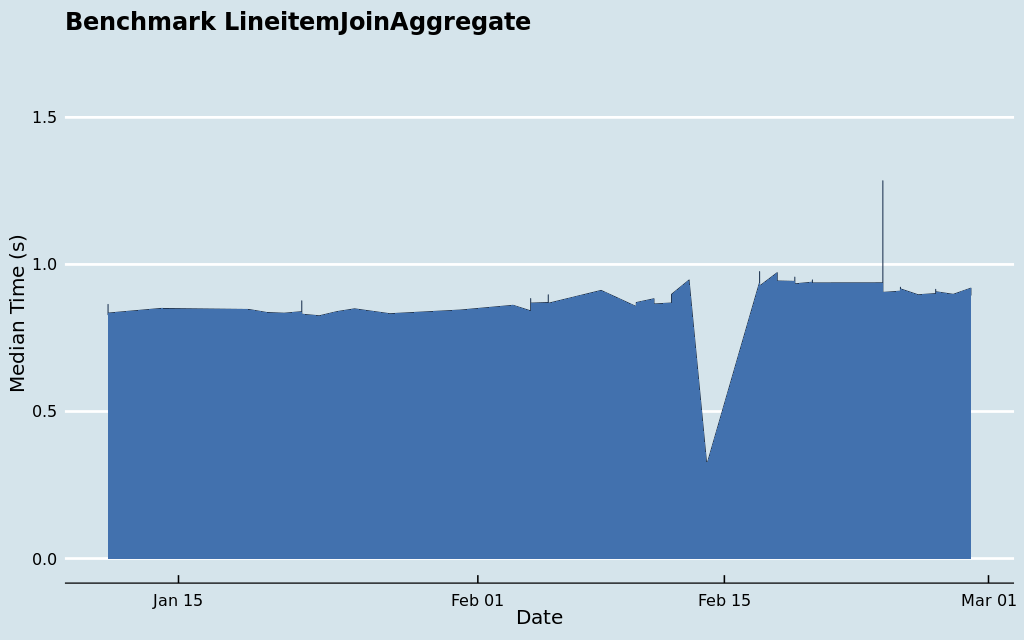 Benchmark LineitemJoinAggregate
1.5
1.0
0.5
0.0
Median Time (s)
Jan 15
Feb 01
Feb 15
Mar 01
Date